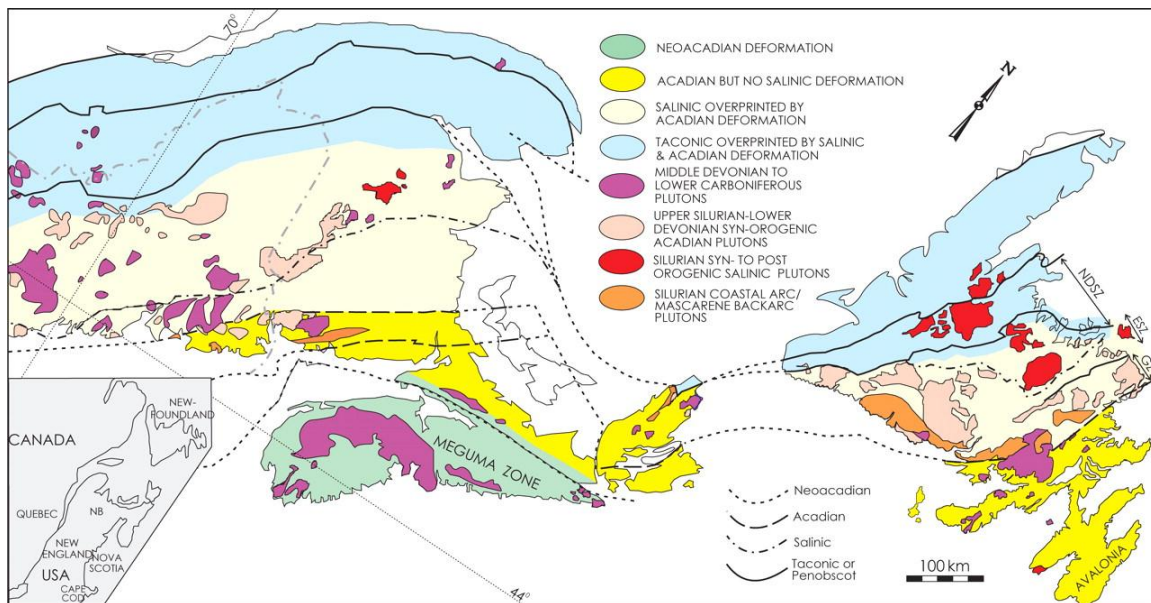 70°
NEOACADIAN DEFORMATION
ACADIAN BUT NO SALINIC DEFORMATION
SALINIC OVERPRINTED BY
ACADIAN DEFORMATION
TACONIC OVERPRINTED BY SALINIC
& ACADIAN DEFORMATION
MIDDLE DEVONIAN TO
LOWER CARBONIFEROUS
PLUTONS
UPPER SILURIAN-LOWER
DEVONIAN SYN-OROGENIC
ACADIAN PLUTONS
SILURIAN SYN- TO POST
OROGENIC SALINIC PLUTONS
SILURIAN COASTAL ARC/
MASCARENE BACKARC
PLUTONS
N
NDSZ
ESZ
MEGUMA ZONE
AVALONIA
NEW-
FOUNDLAND
CANADA
QUEBEC
NB
NEW
ENGLAND
NOVA
SCOTIA
USA
CAPE
COD
44°
Neoacadian
Acadian
Salinic
Taconic or
Penobscot
100 km